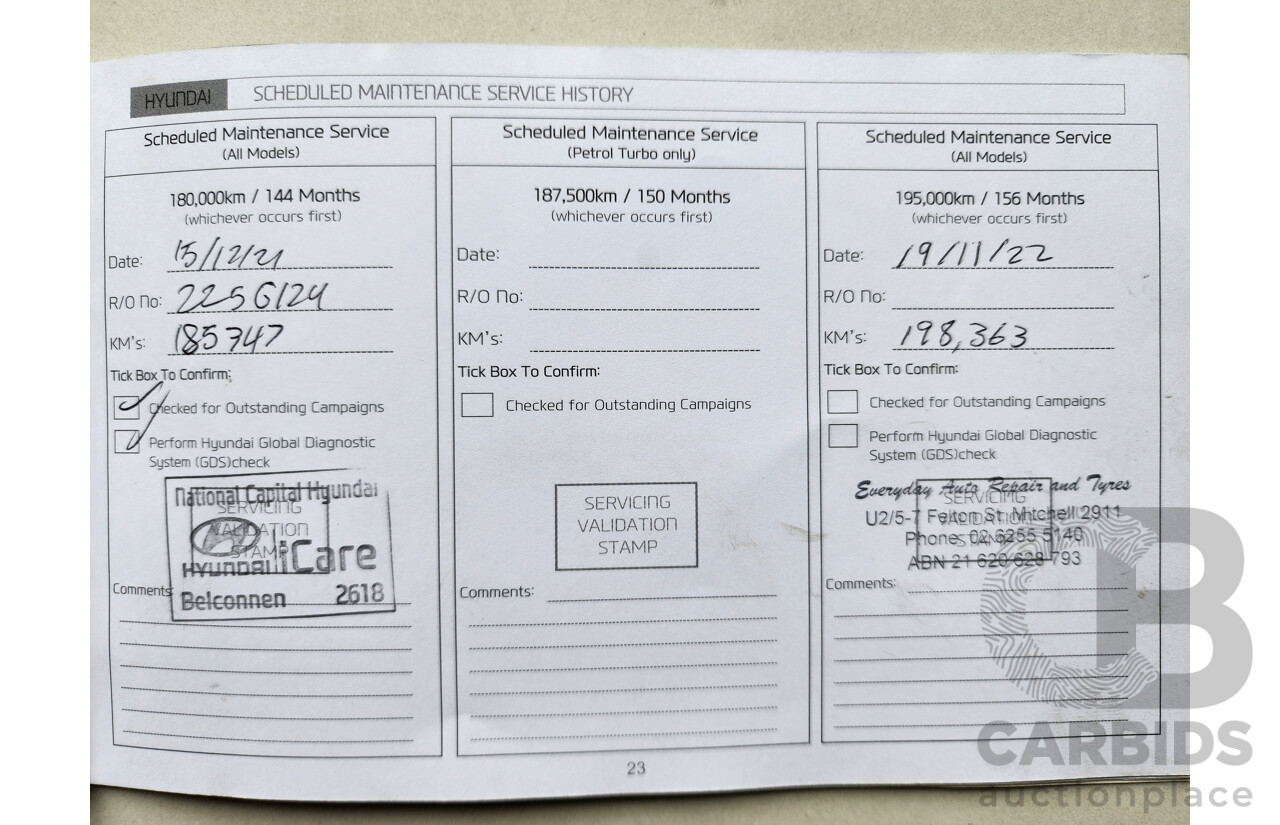 HYUNDAI SCHEDULED MAINTENANCE SERVICE HISTORY
Scheduled Maintenance Service
(All Models)
180,000km / 144 Months
(whichever occurs first)
Date: 15/12/21
R/O No: 2256124
KM's: 185747
Tick Box To Confirm:
Checked for Outstanding Campaigns
Perform Hyundai Global Diagnostic
System (GDS)check
National Capital Hyundai
SERVICING
VALIDATION
STAMP
iCare
HYUNDAI
Belconnen 2618
Comments
Scheduled Maintenance Service
(Petrol Turbo only)
187,500km / 150 Months
(whichever occurs first)
Date:
R/O No:
KM's:
Tick Box To Confirm:
Checked for Outstanding Campaigns
SERVICING
VALIDATION
STAMP
Comments:
Scheduled Maintenance Service
(All Models)
195,000km / 156 Months
(whichever occurs first)
Date: 19/11/22
R/O No:
KM's: 198,363
Tick Box To Confirm:
Checked for Outstanding Campaigns
Perform Hyundai Global Diagnostic
System (GDS)check
Everyday Auto Repair and Tyres
SERVICING
U2/5-7 Felton St Mitchell 2911
VALIDATION
Phone: 02 6255 5140
STAMP
ABN 21 620 628 793
Comments:
23
CARBIDS
auctionplace